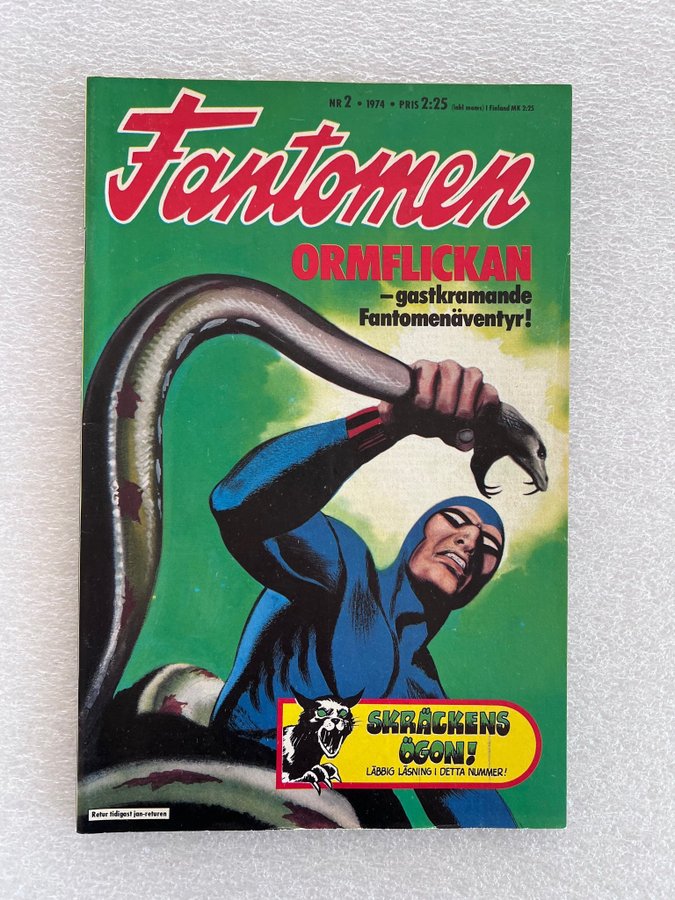 NR 2 • 1974 • PRIS 2:25 (inkl moms) I Finland MK 2:25
Fantomen
ORMFLICKAN
–gastkramande
Fantomenäventyr!
SKRÄCKENS
ÖGON!
LÄBBIG LÄSNING I DETTA NUMMER!
Retur tidigast jan-returen